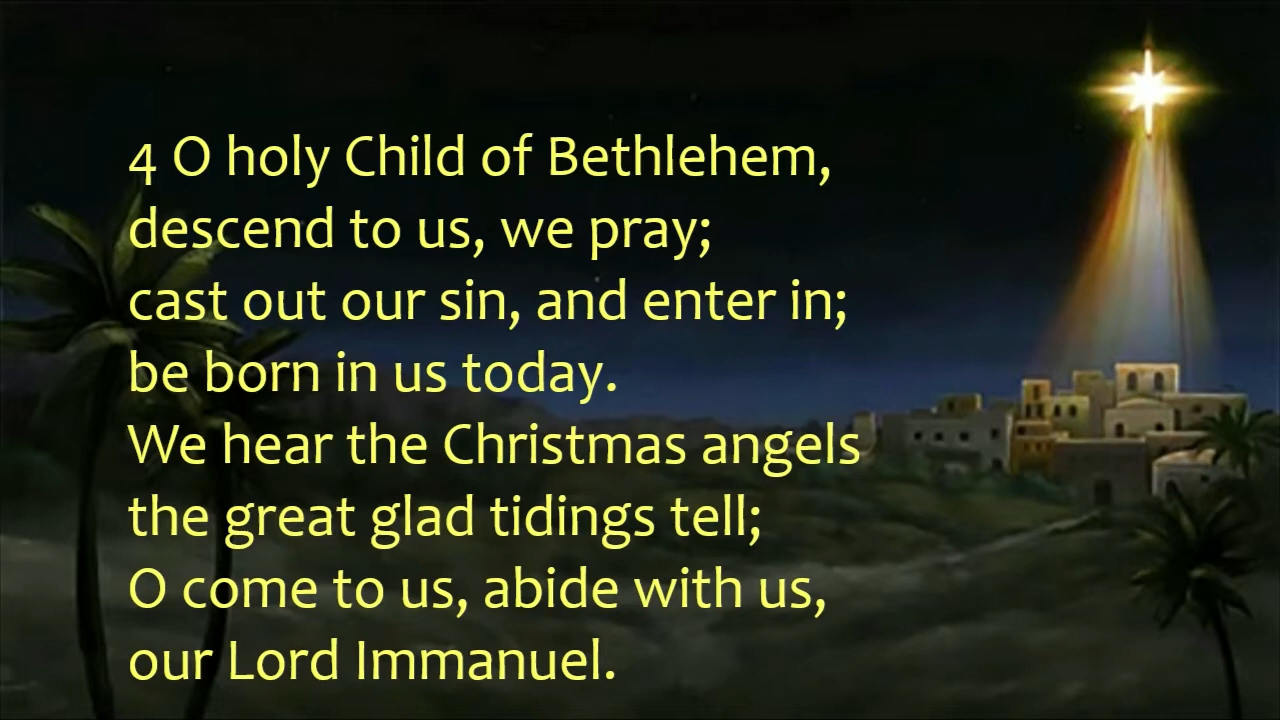 4 O holy Child of Bethlehem,
descend to us, we pray;
cast out our sin, and enter in;
be born in us today.
We hear the Christmas angels
the great glad tidings tell;
O come to us, abide with us,
our Lord Immanuel.